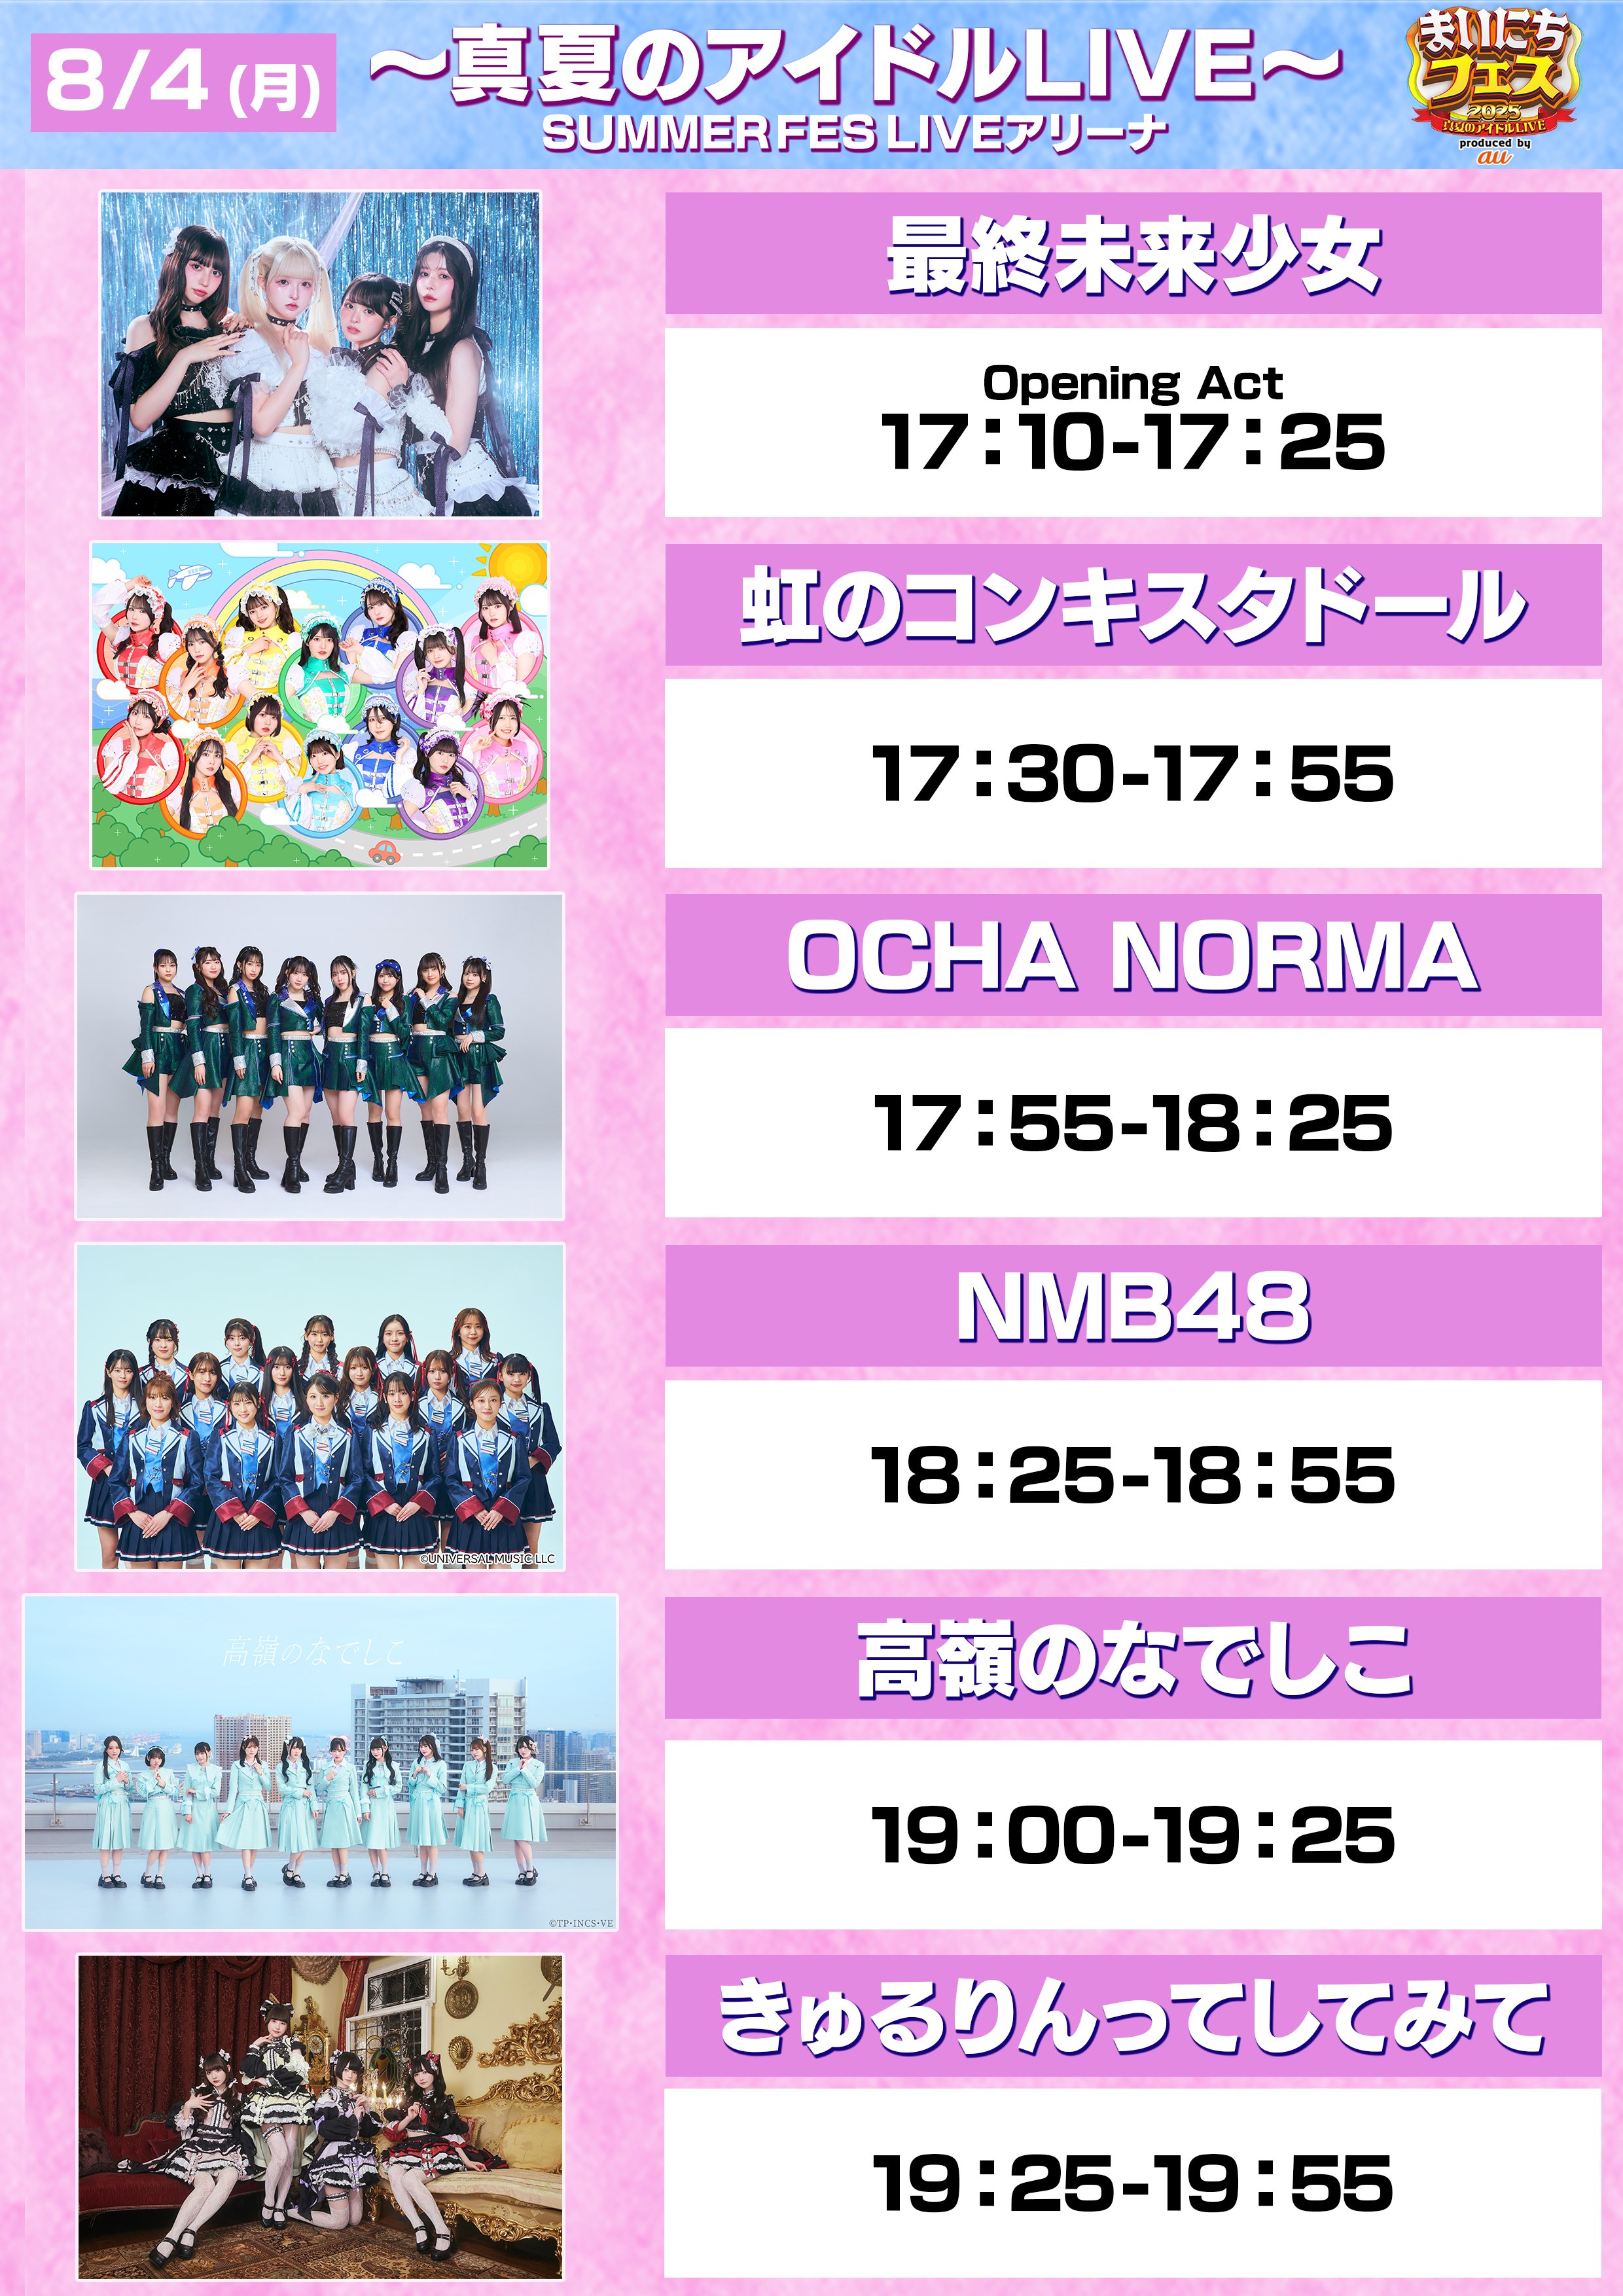 8/4 (月)
～真夏のアイドルLIVE～
SUMMER FES LIVEアリーナ
まいにち
フェス
2025
真夏のアイドルLIVE
produced by
au
最終未来少女
Opening Act
17：10-17：25
虹のコンキスタドール
17：30-17：55
OCHA NORMA
17：55-18：25
©UNIVERSAL MUSIC LLC
NMB48
18：25-18：55
高嶺のなでしこ
©TP・INCS・VE
高嶺のなでしこ
19：00-19：25
きゅるりんってしてみて
19：25-19：55